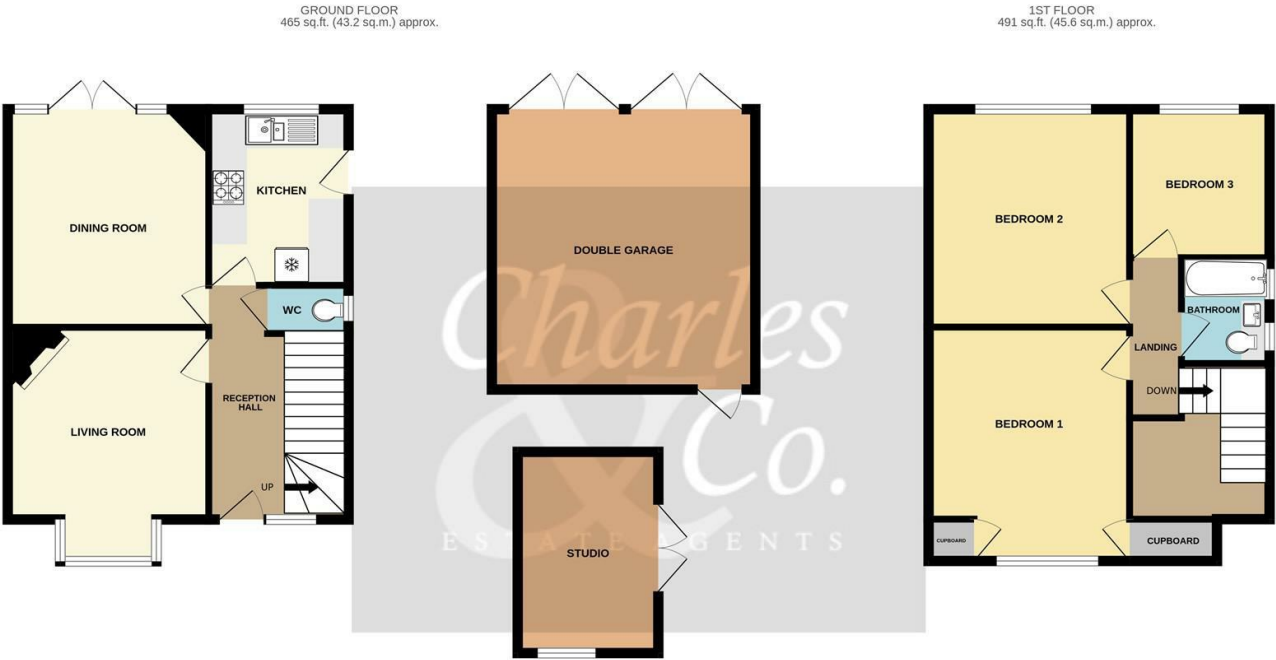 GROUND FLOOR
465 sq.ft. (43.2 sq.m.) approx.
1ST FLOOR
491 sq.ft. (45.6 sq.m.) approx.
DINING ROOM
KITCHEN
WC
LIVING ROOM
RECEPTION
HALL
UP
DOUBLE GARAGE
STUDIO
Charles
&Co.
ESTATE AGENTS
BEDROOM 2
BEDROOM 3
BATHROOM
LANDING
DOWN
BEDROOM 1
CUPBOARD
CUPBOARD